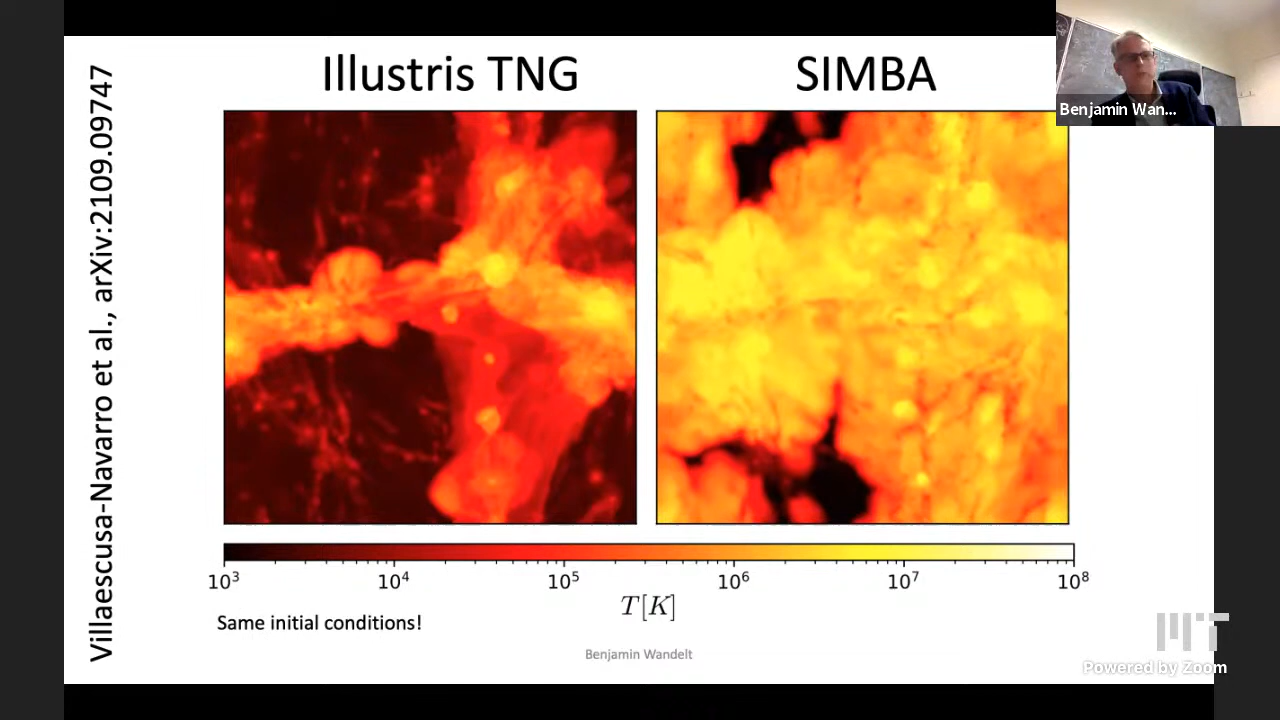 Illustris TNG
SIMBA
Benjamin Wan...
Villaescusa-Navarro et al., arXiv:2109.09747
10³ 10⁴ 10⁵ 10⁶ 10⁷ 10⁸
T[K]
Same initial conditions!
Benjamin Wandelt
MIT
Powered by Zoom